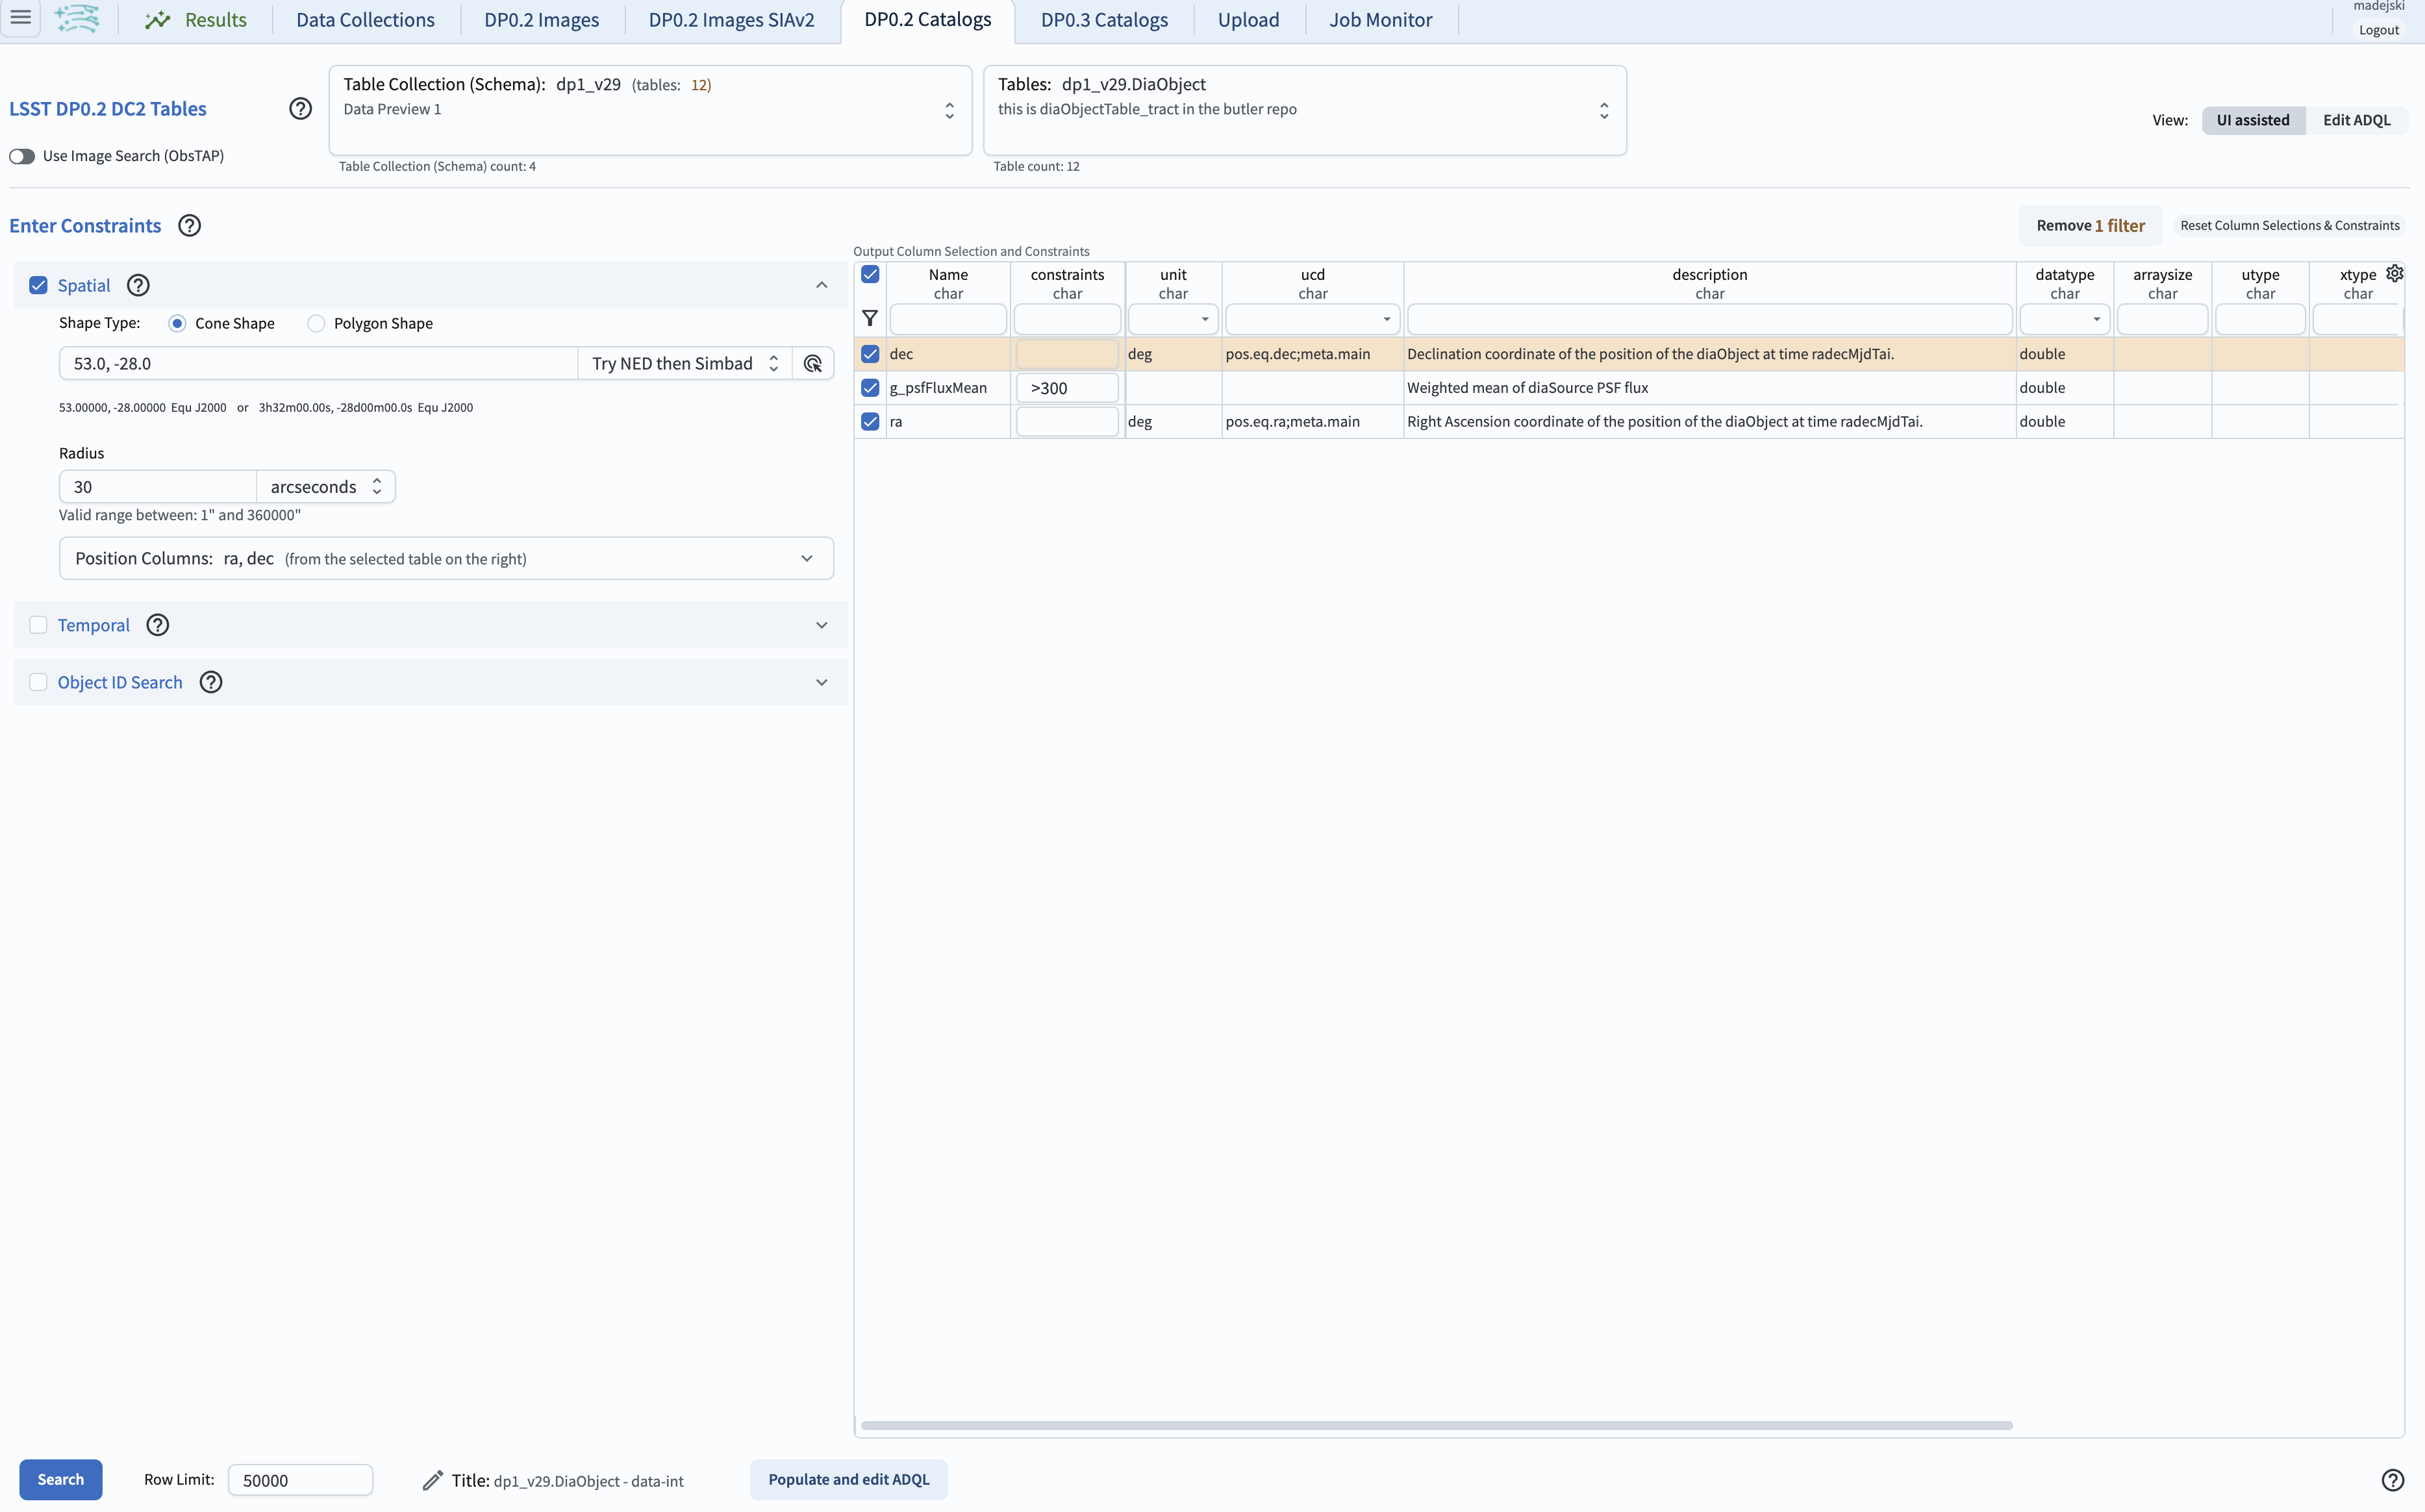 Results
Data Collections
DP0.2 Images
DP0.2 Images SIAv2
DP0.2 Catalogs
DP0.3 Catalogs
Upload
Job Monitor
madejski
Logout
LSST DP0.2 DC2 Tables
Use Image Search (ObsTAP)
Table Collection (Schema): dp1_v29 (tables: 12)
Data Preview 1
Table Collection (Schema) count: 4
Tables: dp1_v29.DiaObject
this is diaObjectTable_tract in the butler repo
Table count: 12
View: UI assisted Edit ADQL
Enter Constraints
Remove 1 filter
Reset Column Selections & Constraints
Spatial
Shape Type: Cone Shape Polygon Shape
53.0, -28.0 Try NED then Simbad
53.00000, -28.00000 Equ J2000 or 3h32m00.00s, -28d00m00.0s Equ J2000
Radius
30 arcseconds
Valid range between: 1" and 360000"
Position Columns: ra, dec (from the selected table on the right)
Temporal
Object ID Search
Output Column Selection and Constraints
Name constraints unit ucd description datatype arraysize utype xtype
char char char char char char char char char
dec deg pos.eq.dec;meta.main Declination coordinate of the position of the diaObject at time radecMjdTai. double
g_psfFluxMean >300 Weighted mean of diaSource PSF flux double
ra deg pos.eq.ra;meta.main Right Ascension coordinate of the position of the diaObject at time radecMjdTai. double
Search
Row Limit: 50000
Title: dp1_v29.DiaObject - data-int
Populate and edit ADQL